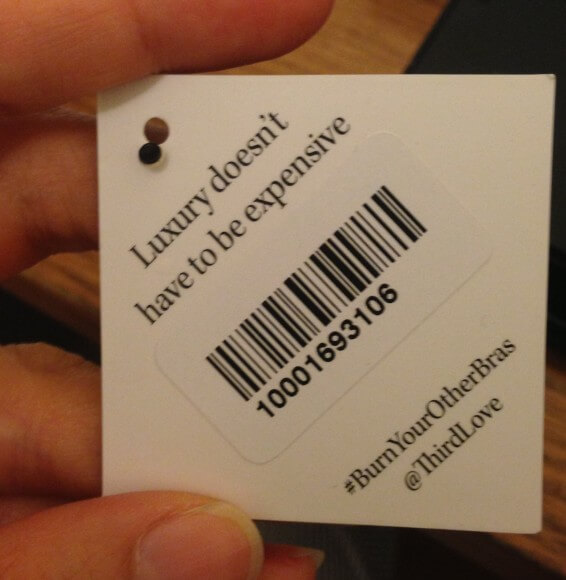 Luxury doesn't
have to be expensive
10001693106
#BurnYourOtherBras
@ThirdLove